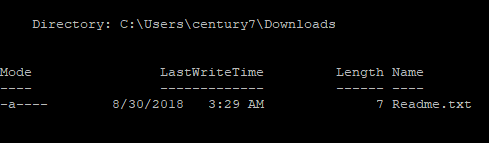 Directory: C:\Users\century7\Downloads
Mode LastWriteTime Length Name
---- ------------- ------ ----
-a---- 8/30/2018 3:29 AM 7 Readme.txt